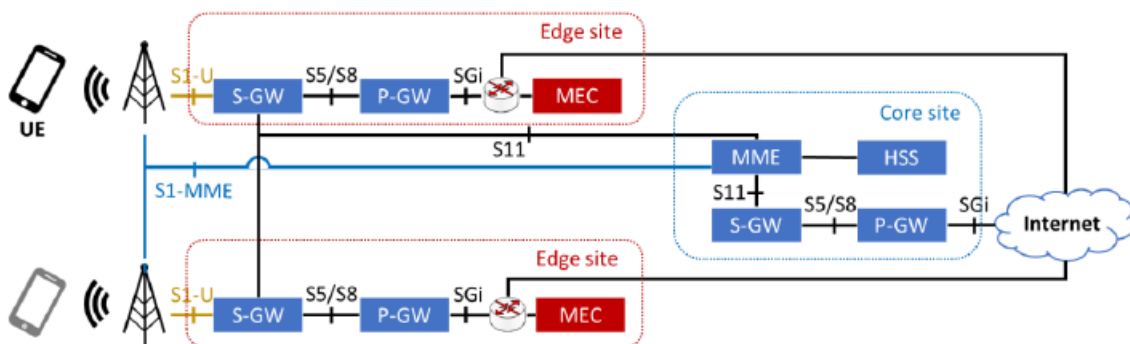 Edge site
S1-U
S5/S8
SGi
S-GW
P-GW
MEC
UE
Core site
S11
MME
HSS
S1-MME
S11
S5/S8
SGi
S-GW
P-GW
Internet
Edge site
S1-U
S5/S8
SGi
S-GW
P-GW
MEC